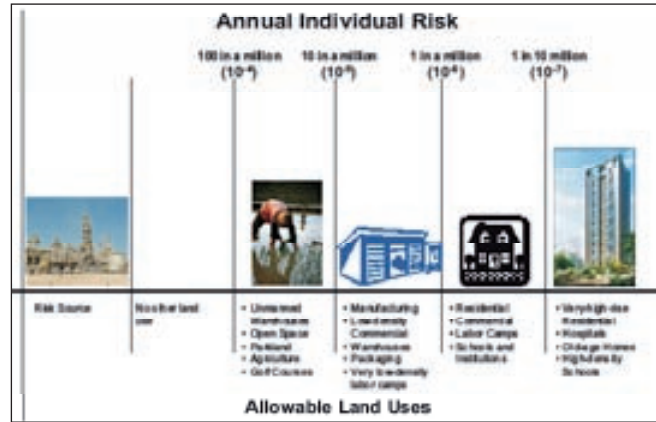 Annual Individual Risk
100 in a million
(10⁻⁴)
10 in a million
(10⁻⁵)
1 in a million
(10⁻⁶)
1 in 10 million
(10⁻⁷)
Risk Source
No other land
use
• Unmanned
Warehouses
• Open Space
• Parkland
• Agriculture
• Golf Courses
• Manufacturing
• Low-density
Commercial
• Warehouses
• Packaging
• Very low-density
labor camps
• Residential
• Commercial
• Labor Camps
• Schools and
Institutions
• Very high-rise
Residential
• Hospitals
• Old age Homes
• High density
Schools
Allowable Land Uses